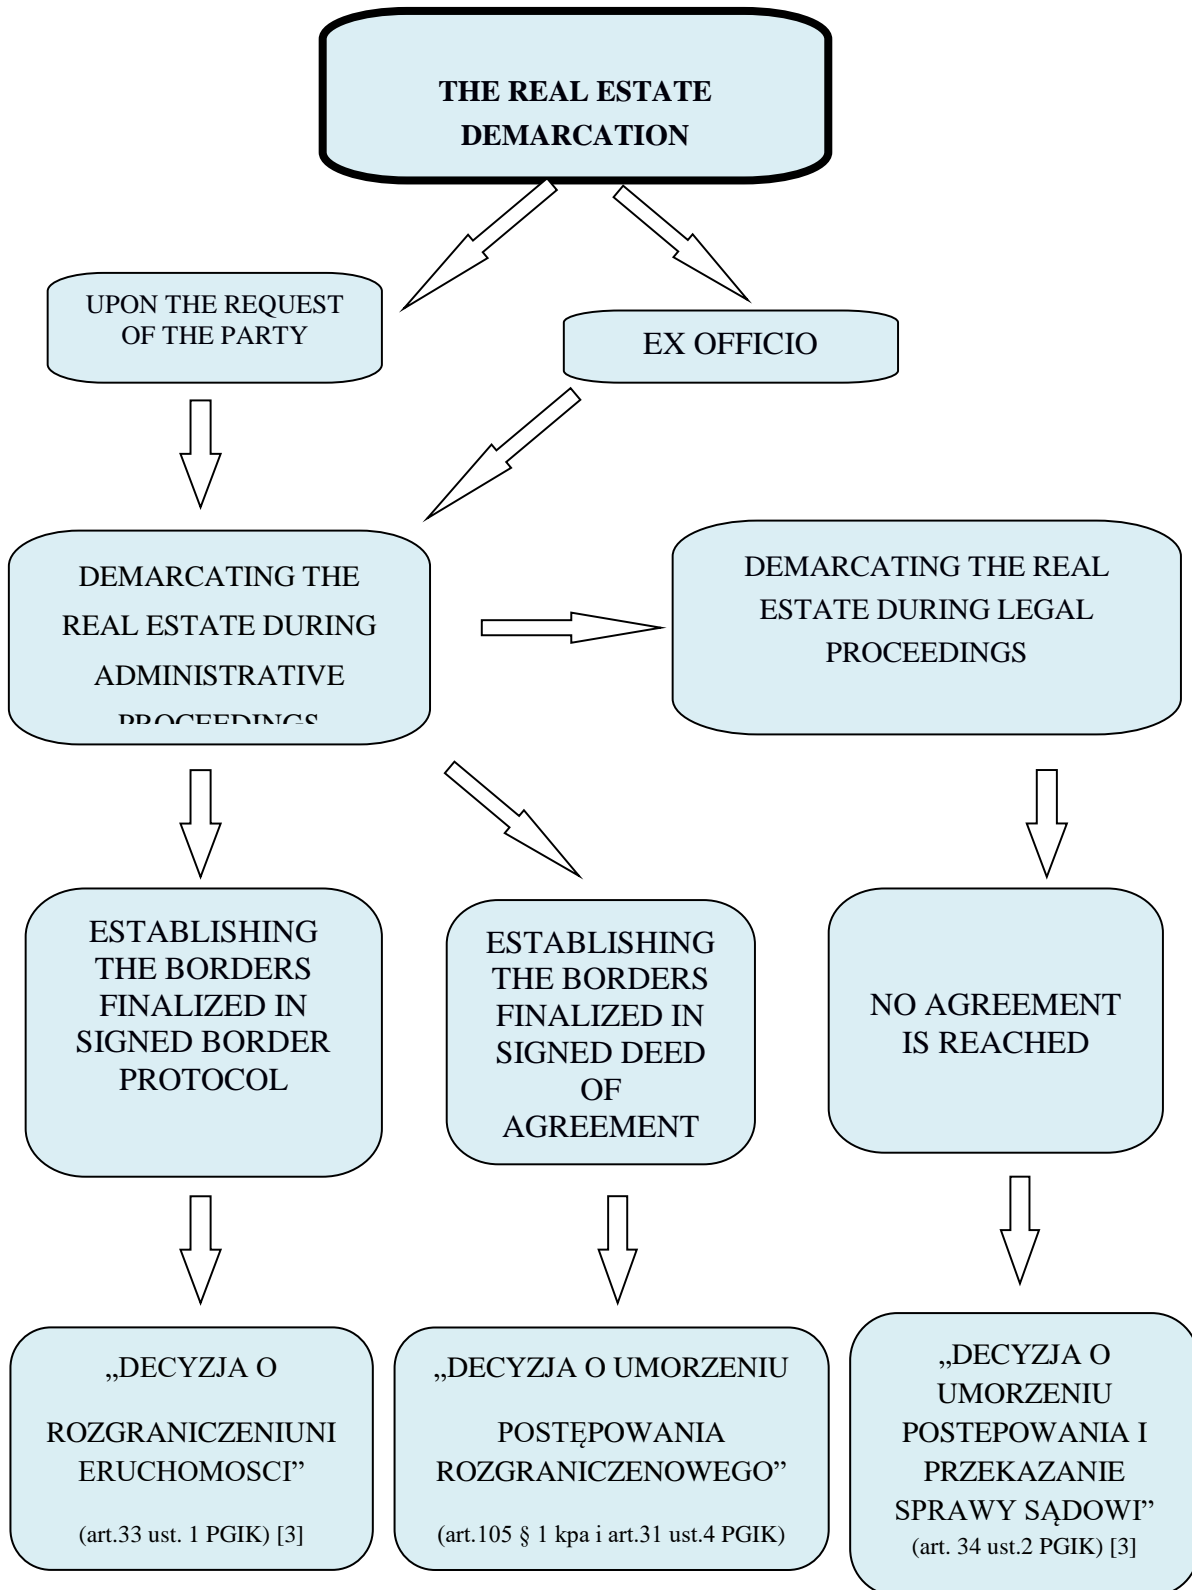 THE REAL ESTATE
DEMARCATION
UPON THE REQUEST
OF THE PARTY
EX OFFICIO
DEMARCATING THE
REAL ESTATE DURING
ADMINISTRATIVE
PROCEEDINGS
DEMARCATING THE REAL
ESTATE DURING LEGAL
PROCEEDINGS
ESTABLISHING
THE BORDERS
FINALIZED IN
SIGNED BORDER
PROTOCOL
ESTABLISHING
THE BORDERS
FINALIZED IN
SIGNED DEED
OF
AGREEMENT
NO AGREEMENT
IS REACHED
„DECYZJA O
ROZGRANICZENIUNI
ERUCHOMOSCI”
(art.33 ust. 1 PGIK) [3]
„DECYZJA O UMORZENIU
POSTĘPOWANIA
ROZGRANICZENOWEGO”
(art.105 § 1 kpa i art.31 ust.4 PGIK)
„DECYZJA O
UMORZENIU
POSTEPOWANIA I
PRZEKAZANIE
SPRAWY SĄDOWI”
(art. 34 ust.2 PGIK) [3]